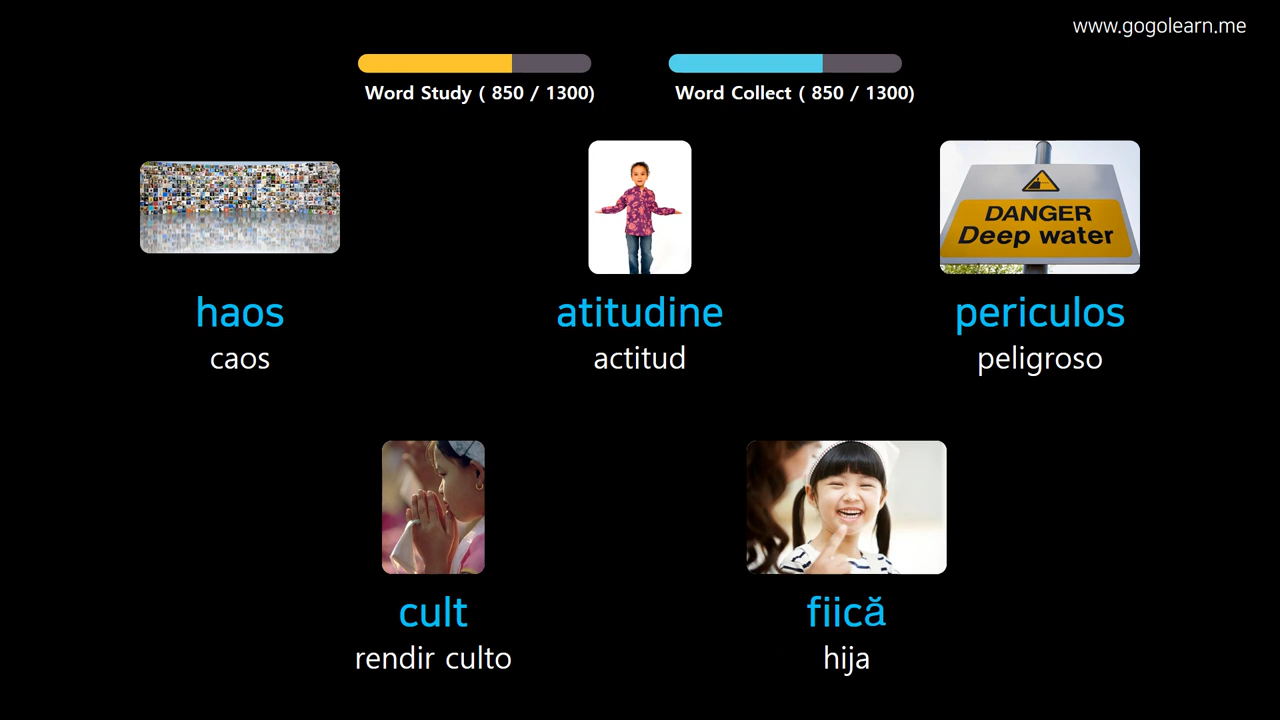 www.gogolearn.me
Word Study ( 850 / 1300)
Word Collect ( 850 / 1300)
DANGER
Deep water
haos
atitudine
periculos
caos
actitud
peligroso
cult
fiică
rendir culto
hija